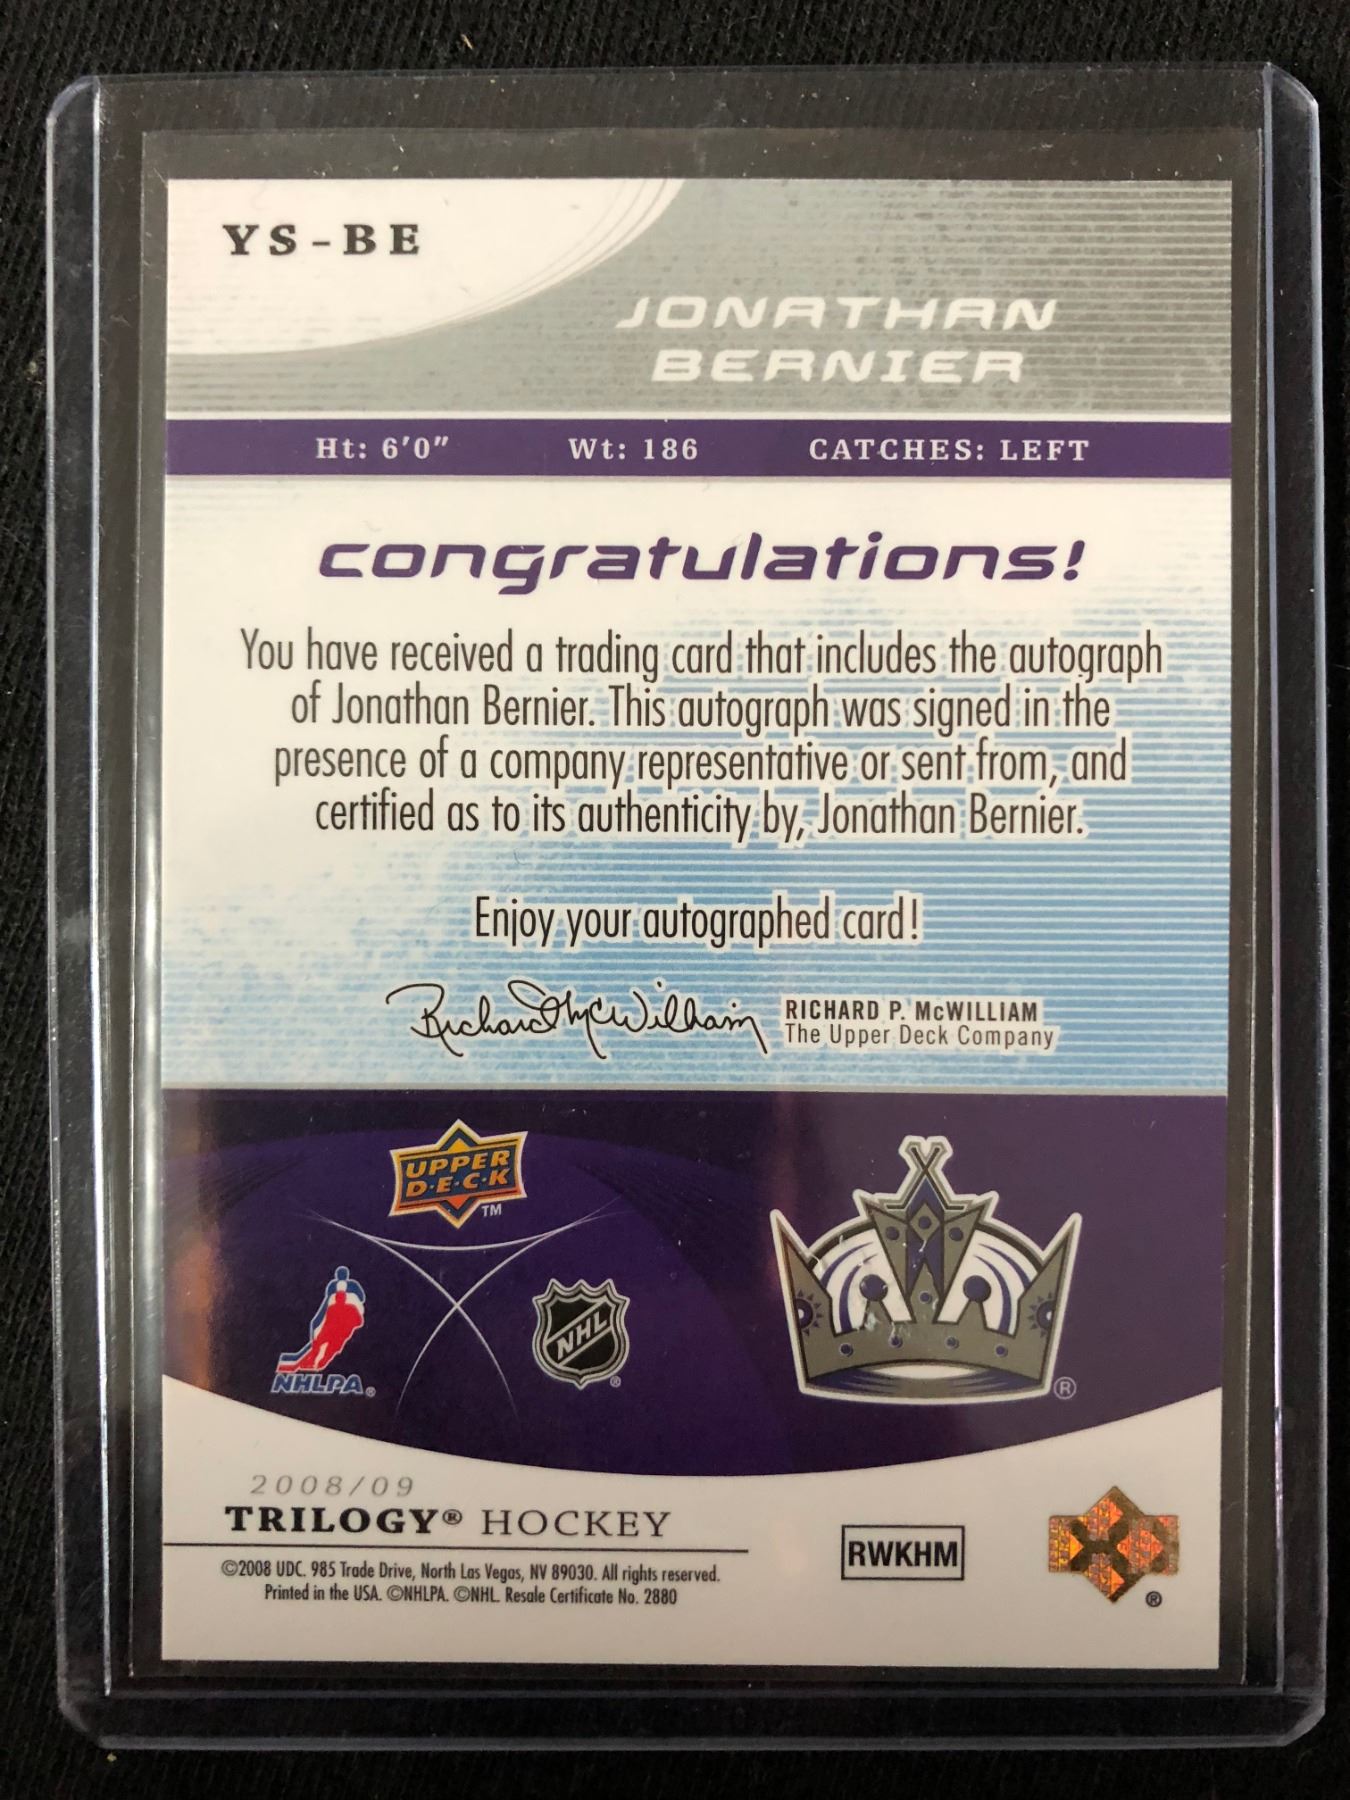 YS-BE
JONATHAN
BERNIER
Ht: 6'0" Wt: 186 CATCHES: LEFT
congratulations!
You have received a trading card that includes the autograph
of Jonathan Bernier. This autograph was signed in the
presence of a company representative or sent from, and
certified as to its authenticity by, Jonathan Bernier.
Enjoy your autographed card!
Richard McWilliam
RICHARD P. McWILLIAM
The Upper Deck Company
UPPER
D·E·C·K
TM
NHLPA®
NHL
®
®
2008/09
TRILOGY® HOCKEY
©2008 UDC. 985 Trade Drive, North Las Vegas, NV 89030. All rights reserved.
Printed in the USA. ©NHLPA. ©NHL. Resale Certificate No. 2880
RWKHM
®